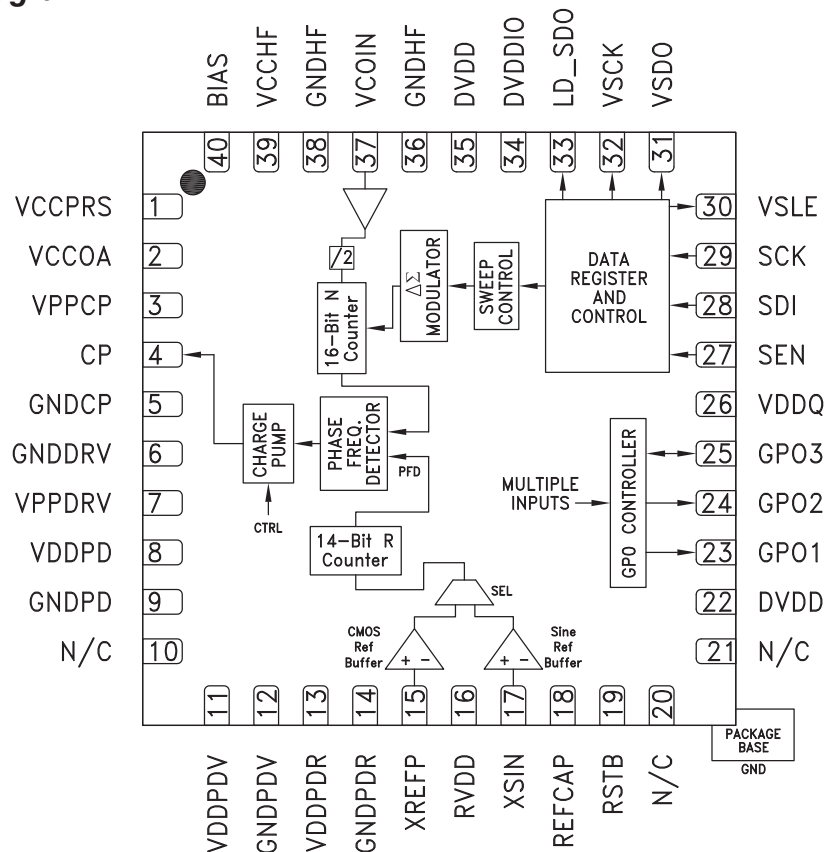 BIAS
VCCHF
GNDHF
VCOIN
GNDHF
DVDD
DVDDIO
LD_SDO
VSCK
VSDO
40
39
38
37
36
35
34
33
32
31
VCCPRS 1
VCCOA 2
VPPCP 3
CP 4
GNDCP 5
GNDDRV 6
VPPDRV 7
VDDPD 8
GNDPD 9
N/C 10
30 VSLE
29 SCK
28 SDI
27 SEN
26 VDDQ
25 GPO3
24 GPO2
23 GPO1
22 DVDD
21 N/C
/2
16-Bit N
Counter
ΔΣ
MODULATOR
SWEEP
CONTROL
DATA
REGISTER
AND
CONTROL
CHARGE
PUMP
CTRL
PHASE
FREQ.
DETECTOR
PFD
MULTIPLE
INPUTS
GPO CONTROLLER
14-Bit R
Counter
SEL
CMOS
Ref
Buffer
+ -
Sine
Ref
Buffer
+ -
11
12
13
14
15
16
17
18
19
20
VDDPDV
GNDPDV
VDDPDR
GNDPDR
XREFP
RVDD
XSIN
REFCAP
RSTB
N/C
PACKAGE
BASE
GND